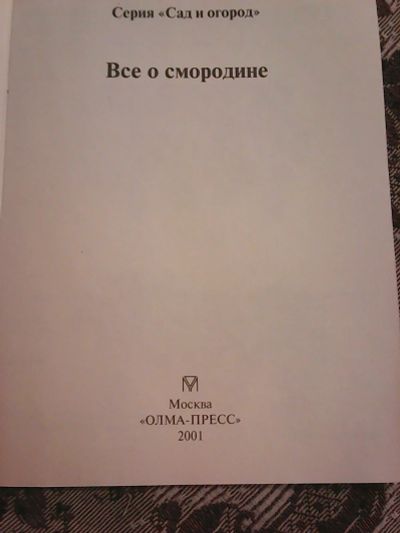 Серия «Сад и огород»
Все о смородине
Москва
«ОЛМА-ПРЕСС»
2001